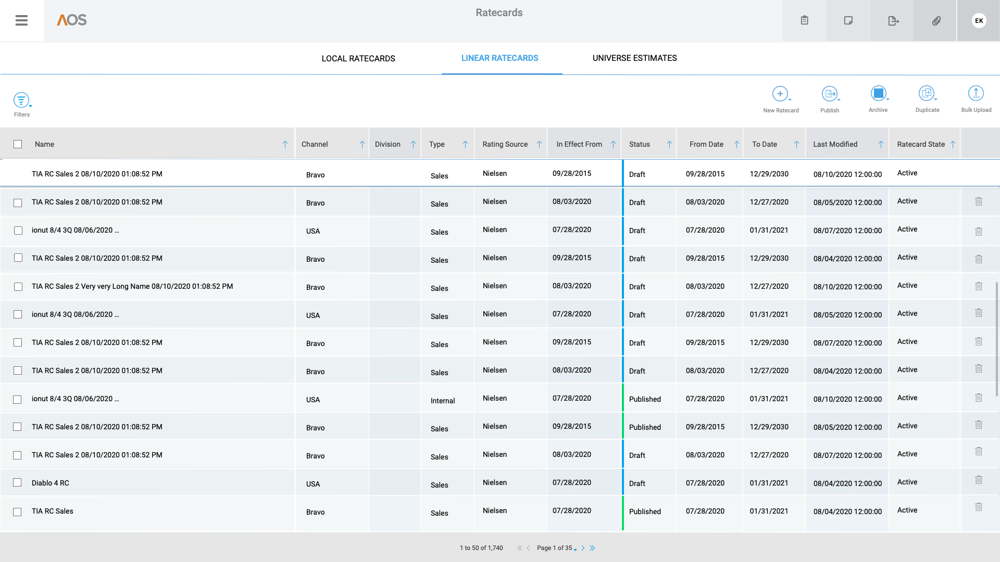 AOS
Ratecards
EK
LOCAL RATECARDS LINEAR RATECARDS UNIVERSE ESTIMATES
Filters
New Ratecard Publish Archive Duplicate Bulk Upload
Name Channel Division Type Rating Source In Effect From Status From Date To Date Last Modified Ratecard State
TIA RC Sales 2 08/10/2020 01:08:52 PM Bravo Sales Nielsen 09/28/2015 Draft 09/28/2015 12/29/2030 08/10/2020 12:00:00 Active
TIA RC Sales 2 08/10/2020 01:08:52 PM Bravo Sales Nielsen 08/03/2020 Draft 08/03/2020 12/27/2020 08/05/2020 12:00:00 Active
ionut 8/4 3Q 08/06/2020 ... USA Sales Nielsen 07/28/2020 Draft 07/28/2020 01/31/2021 08/07/2020 12:00:00 Active
TIA RC Sales 2 08/10/2020 01:08:52 PM Bravo Sales Nielsen 09/28/2015 Draft 09/28/2015 12/29/2030 08/04/2020 12:00:00 Active
TIA RC Sales 2 Very very Long Name 08/10/2020 01:08:52 PM Bravo Sales Nielsen 08/03/2020 Draft 08/03/2020 12/27/2020 08/10/2020 12:00:00 Active
ionut 8/4 3Q 08/06/2020 ... USA Sales Nielsen 07/28/2020 Draft 07/28/2020 01/31/2021 08/05/2020 12:00:00 Active
TIA RC Sales 2 08/10/2020 01:08:52 PM Bravo Sales Nielsen 09/28/2015 Draft 09/28/2015 12/29/2030 08/07/2020 12:00:00 Active
TIA RC Sales 2 08/10/2020 01:08:52 PM Bravo Sales Nielsen 08/03/2020 Draft 08/03/2020 12/27/2020 08/04/2020 12:00:00 Active
ionut 8/4 3Q 08/06/2020 ... USA Internal Nielsen 07/28/2020 Published 07/28/2020 01/31/2021 08/10/2020 12:00:00 Active
TIA RC Sales 2 08/10/2020 01:08:52 PM Bravo Sales Nielsen 09/28/2015 Published 09/28/2015 12/29/2030 08/05/2020 12:00:00 Active
TIA RC Sales 2 08/10/2020 01:08:52 PM Bravo Sales Nielsen 08/03/2020 Draft 08/03/2020 12/27/2020 08/07/2020 12:00:00 Active
Diablo 4 RC USA Sales Nielsen 07/28/2020 Draft 07/28/2020 01/31/2021 08/04/2020 12:00:00 Active
TIA RC Sales Bravo Sales Nielsen 07/28/2020 Published 07/28/2020 01/31/2021 08/04/2020 12:00:00 Active
1 to 50 of 1,740 Page 1 of 35